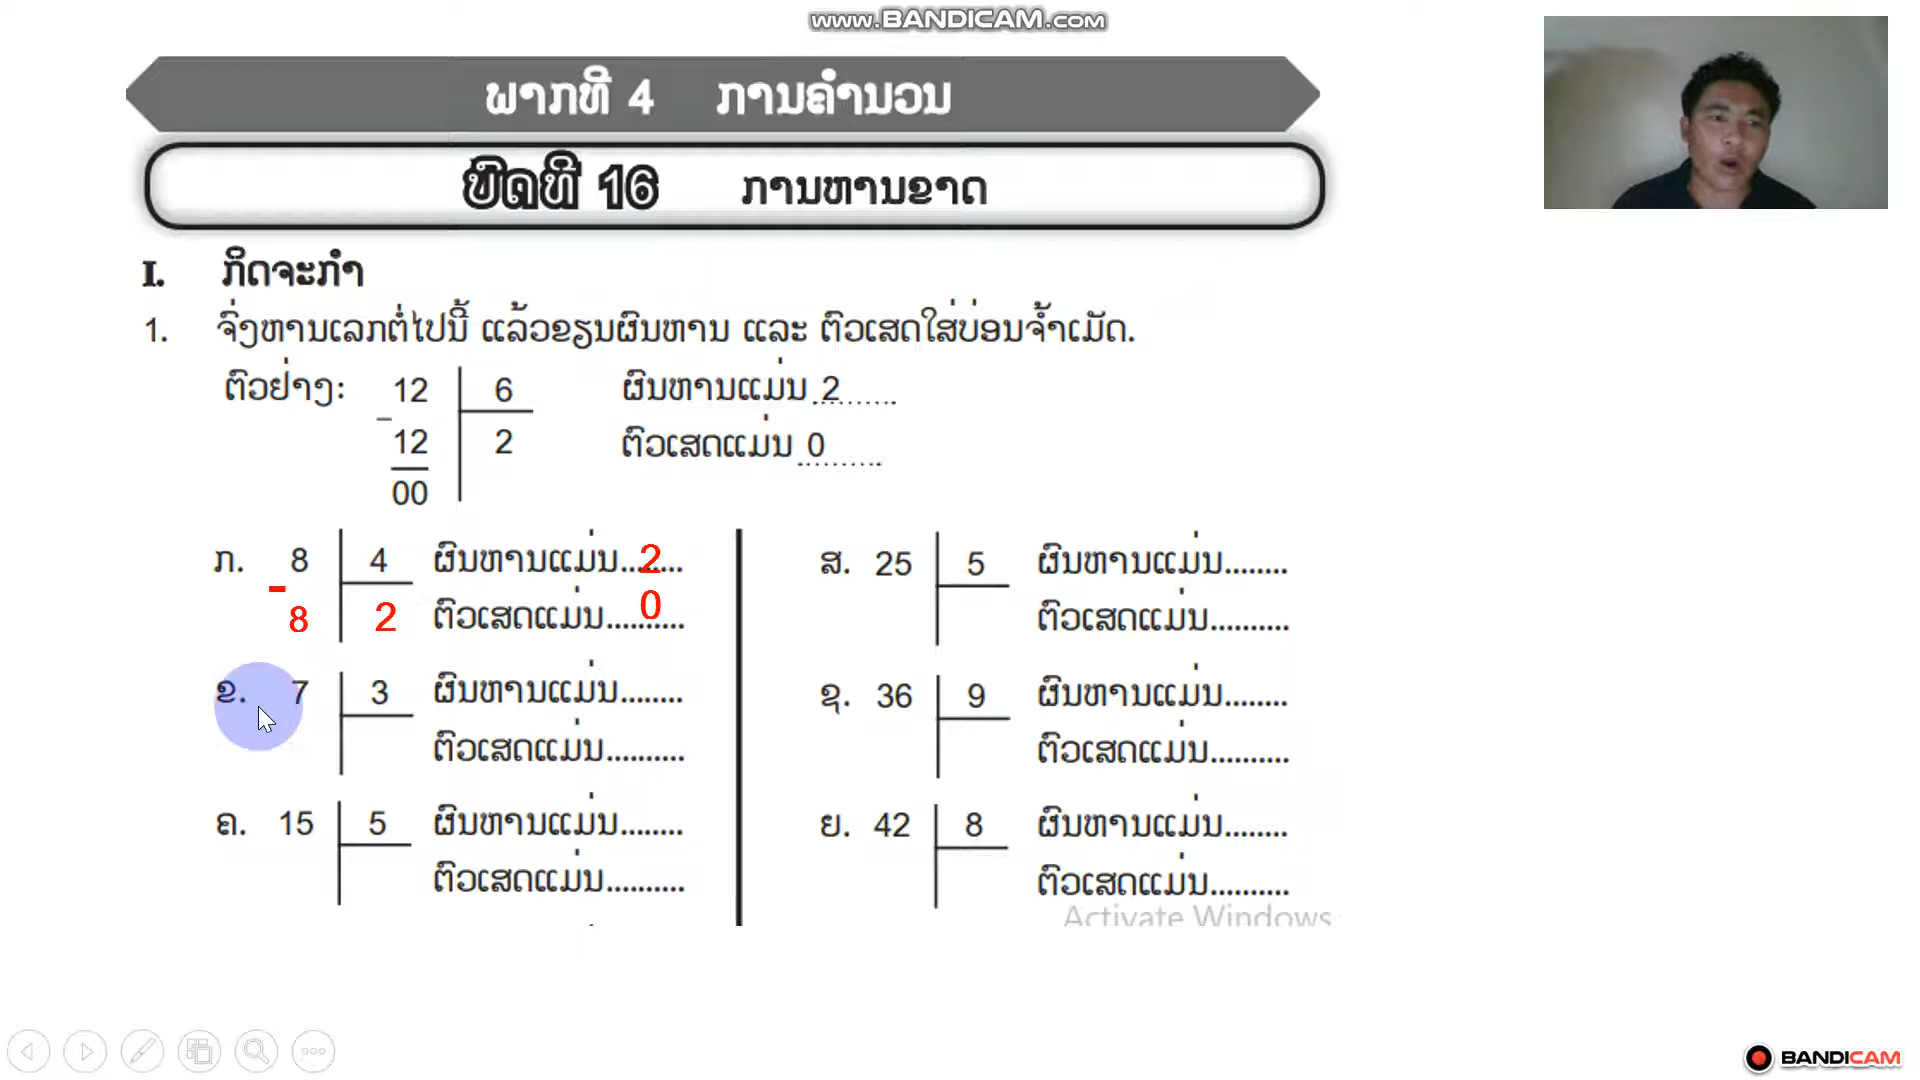 www.BANDICAM.com
ພາກທີ 4 ການຄຳນວນ
ບົດທີ 16 ການຫານຂາດ
I. ກິດຈະກຳ
1. ຈົ່ງຫານເລກຕໍ່ໄປນີ້ ແລ້ວຂຽນຜົນຫານ ແລະ ຕົວເສດໃສ່ບ່ອນຈ້ຳເມັດ.
ຕົວຢ່າງ: 12 6 ຜົນຫານແມ່ນ 2........
– 12 2 ຕົວເສດແມ່ນ 0.........
00
ກ. 8 4 ຜົນຫານແມ່ນ..2.....
- 8 2 ຕົວເສດແມ່ນ....0.....
ຂ. 7 3 ຜົນຫານແມ່ນ........
ຕົວເສດແມ່ນ..........
ຄ. 15 5 ຜົນຫານແມ່ນ........
ຕົວເສດແມ່ນ..........
ສ. 25 5 ຜົນຫານແມ່ນ........
ຕົວເສດແມ່ນ..........
ຊ. 36 9 ຜົນຫານແມ່ນ........
ຕົວເສດແມ່ນ..........
ຍ. 42 8 ຜົນຫານແມ່ນ........
ຕົວເສດແມ່ນ..........
Activate Windows
BANDICAM